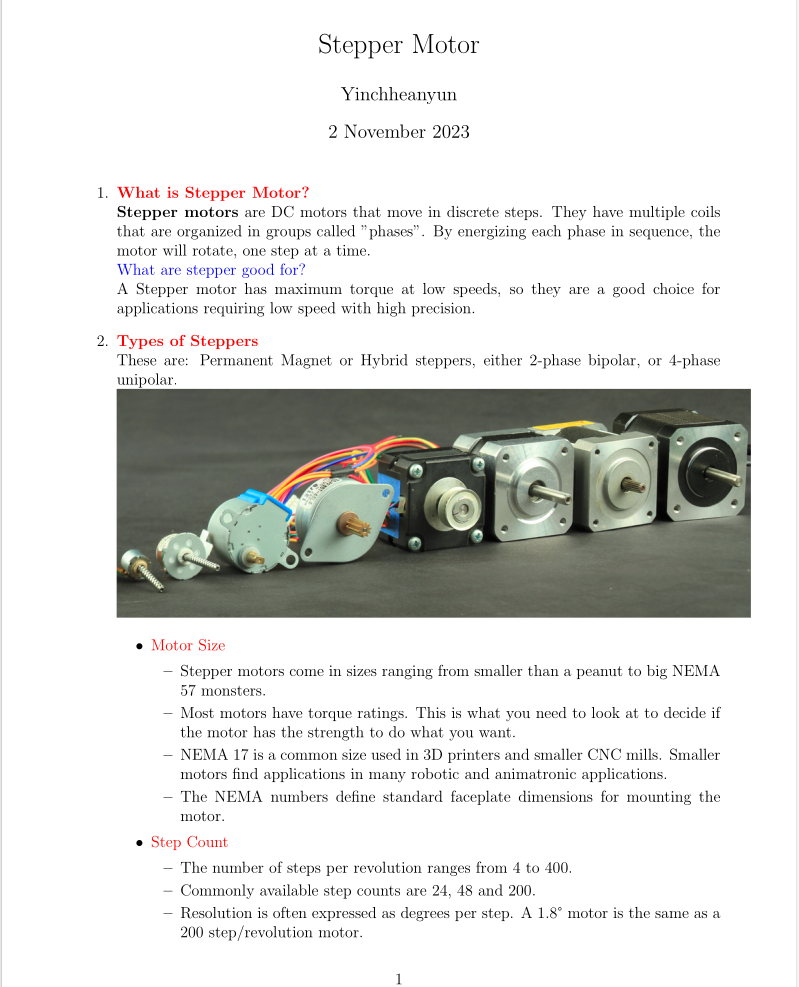 Stepper Motor
Yinchheanyun
2 November 2023
1. What is Stepper Motor?
Stepper motors are DC motors that move in discrete steps. They have multiple coils
that are organized in groups called ”phases”. By energizing each phase in sequence, the
motor will rotate, one step at a time.
What are stepper good for?
A Stepper motor has maximum torque at low speeds, so they are a good choice for
applications requiring low speed with high precision.
2. Types of Steppers
These are: Permanent Magnet or Hybrid steppers, either 2-phase bipolar, or 4-phase
unipolar.
• Motor Size
– Stepper motors come in sizes ranging from smaller than a peanut to big NEMA
57 monsters.
– Most motors have torque ratings. This is what you need to look at to decide if
the motor has the strength to do what you want.
– NEMA 17 is a common size used in 3D printers and smaller CNC mills. Smaller
motors find applications in many robotic and animatronic applications.
– The NEMA numbers define standard faceplate dimensions for mounting the
motor.
• Step Count
– The number of steps per revolution ranges from 4 to 400.
– Commonly available step counts are 24, 48 and 200.
– Resolution is often expressed as degrees per step. A 1.8° motor is the same as a
200 step/revolution motor.
1